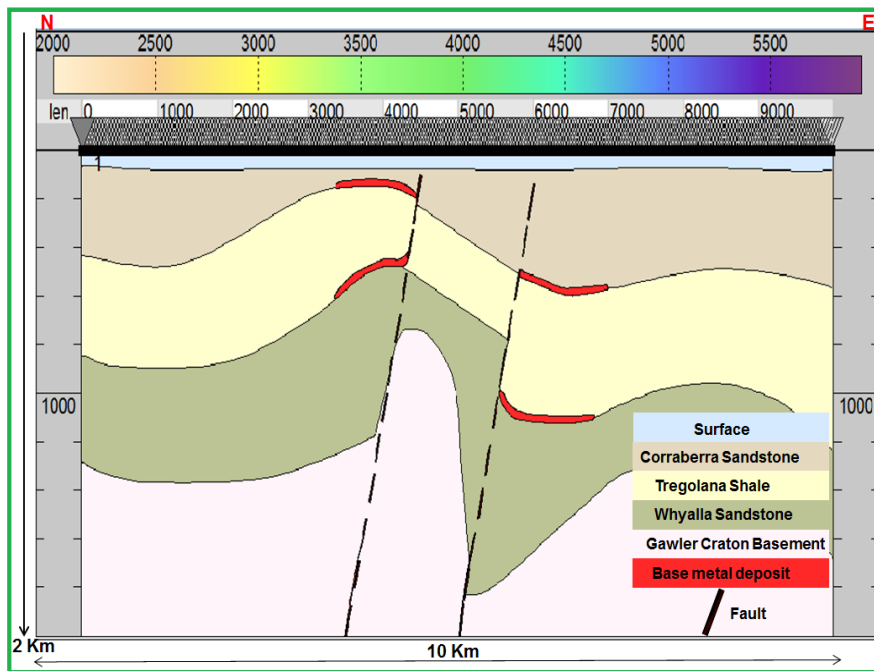 N E
2000 2500 3000 3500 4000 4500 5000 5500
len 0 1000 2000 3000 4000 5000 6000 7000 8000 9000
1
1000 1000
Surface
Corraberra Sandstone
Tregolana Shale
Whyalla Sandstone
Gawler Craton Basement
Base metal deposit
Fault
2 Km
10 Km